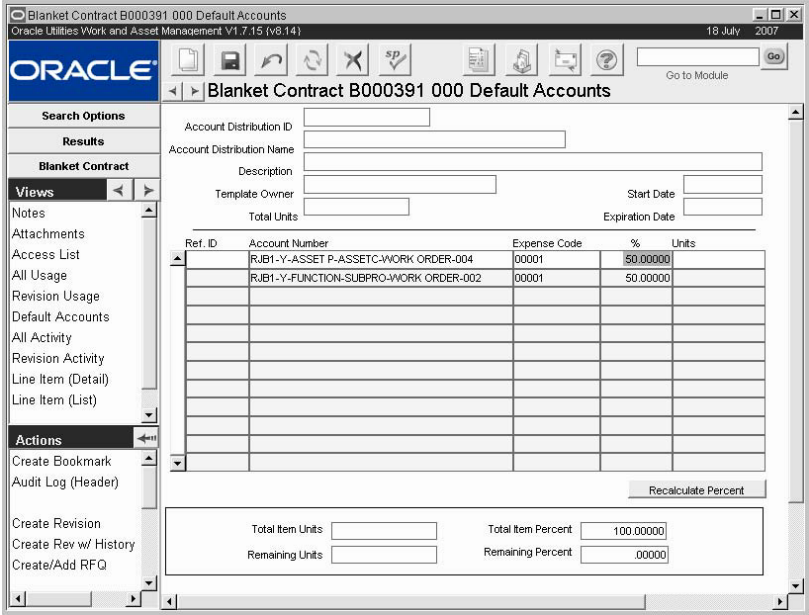 Blanket Contract B000391 000 Default Accounts
Oracle Utilities Work and Asset Management V1.7.15 (v8.14) 18 July 2007
ORACLE®
sp
Go
Go to Module
Blanket Contract B000391 000 Default Accounts
Search Options
Results
Blanket Contract
Views
Notes
Attachments
Access List
All Usage
Revision Usage
Default Accounts
All Activity
Revision Activity
Line Item (Detail)
Line Item (List)
Actions
Create Bookmark
Audit Log (Header)
Create Revision
Create Rev w/ History
Create/Add RFQ
Account Distribution ID
Account Distribution Name
Description
Template Owner Start Date
Total Units Expiration Date
Ref. ID Account Number Expense Code % Units
RJB1-Y-ASSET P-ASSETC-WORK ORDER-004 00001 50.00000
RJB1-Y-FUNCTION-SUBPRO-WORK ORDER-002 00001 50.00000
Recalculate Percent
Total Item Units Total Item Percent 100.00000
Remaining Units Remaining Percent .00000